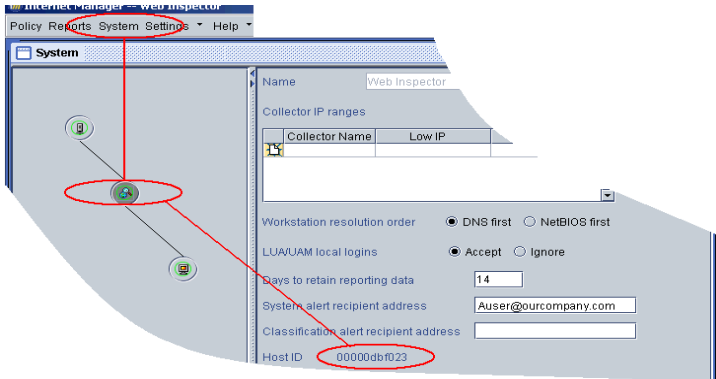 Internet Manager -- Web Inspector
Policy Reports System Settings Help
System
Name Web Inspector
Collector IP ranges
Collector Name Low IP
Workstation resolution order DNS first NetBIOS first
LUA/UAM local logins Accept Ignore
Days to retain reporting data 14
System alert recipient address Auser@ourcompany.com
Classification alert recipient address
Host ID 00000dbf023